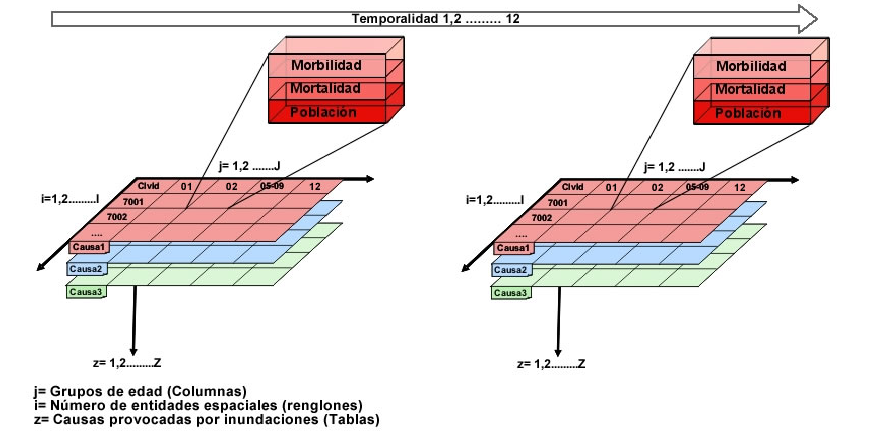 Temporalidad 1,2 ......... 12
Morbilidad
Mortalidad
Población
j= 1,2 .......J
i=1,2.........I
ClvId 01 02 05-09 12
7001
7002
....
Causa1
Causa2
Causa3
z= 1,2.........Z
Morbilidad
Mortalidad
Población
j= 1,2 .......J
i=1,2.........I
ClvId 01 02 05-09 12
7001
7002
....
Causa1
Causa2
Causa3
z= 1,2.........Z
j= Grupos de edad (Columnas)
i= Número de entidades espaciales (renglones)
z= Causas provocadas por inundaciones (Tablas)